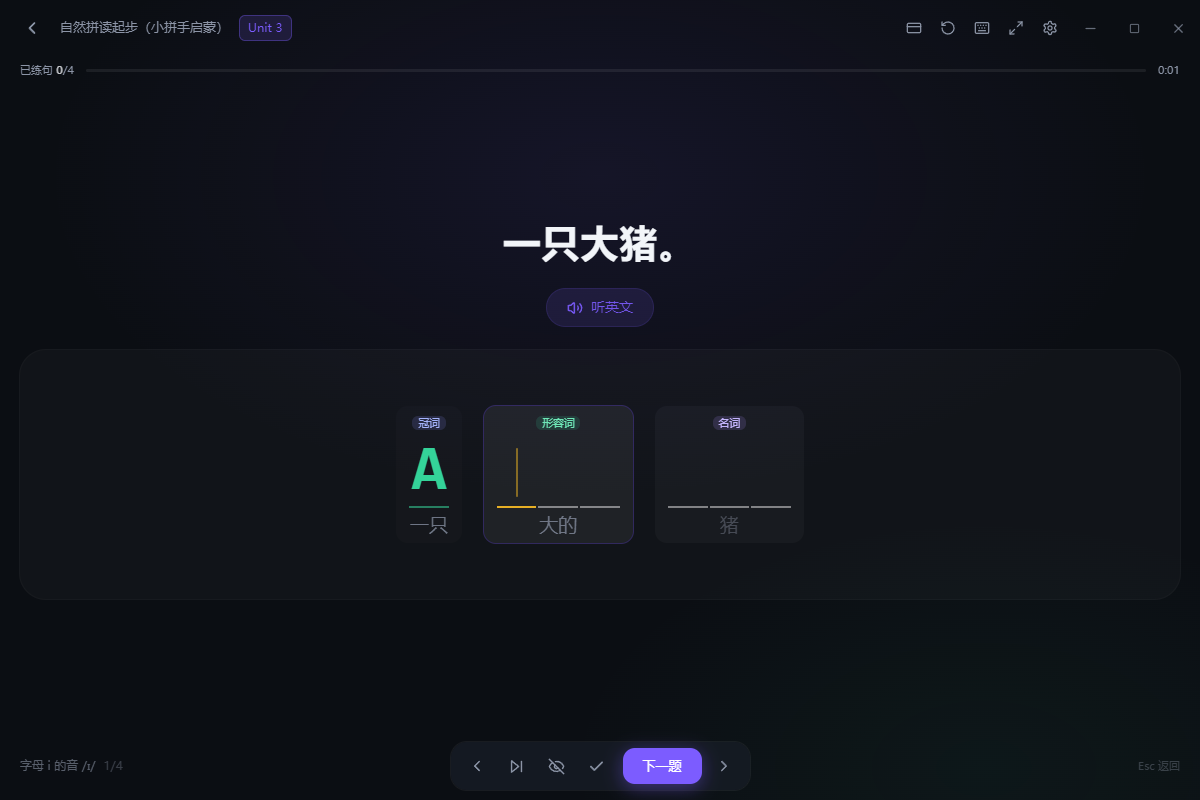 自然拼读起步（小拼手启蒙） Unit 3
已练句 0/4 0:01
一只大猪。
听英文
冠词 形容词 名词
A
一只 大的 猪
字母 i 的音 /ɪ/ 1/4 下一题 Esc 返回